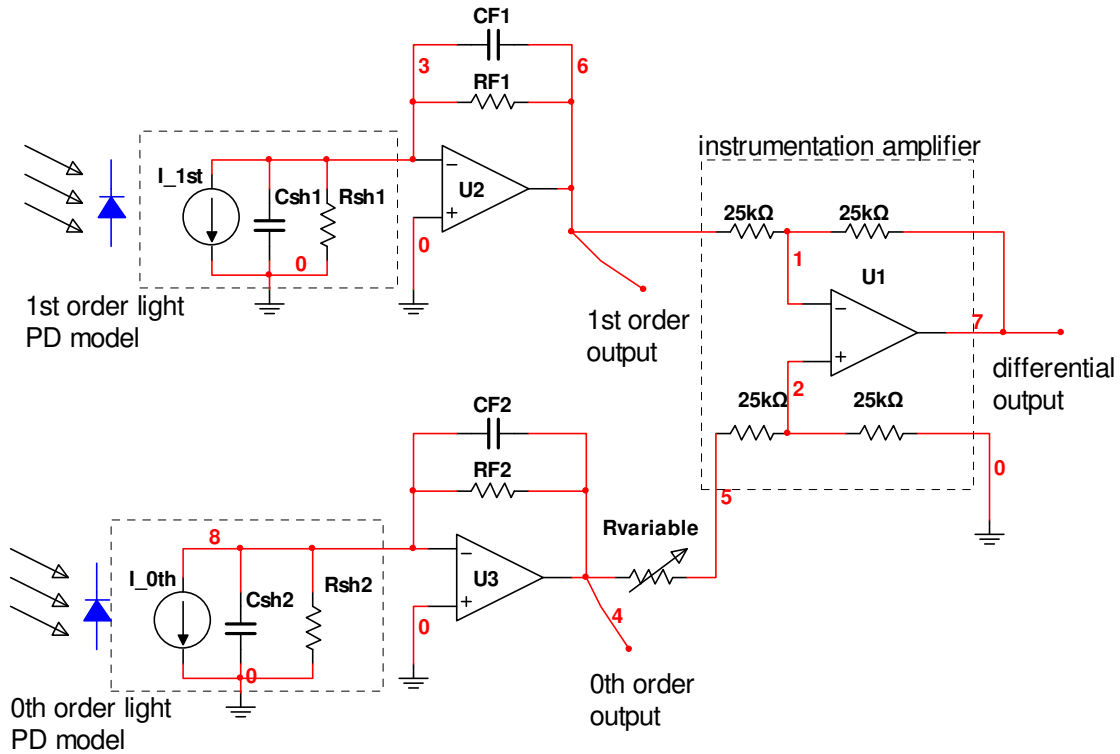 CF1
3
6
RF1
I_1st
Csh1
Rsh1
U2
0
0
1st order light
PD model
instrumentation amplifier
25kΩ
25kΩ
1
U1
1st order
output
7
differential
output
2
25kΩ
25kΩ
0
5
CF2
RF2
Rvariable
8
I_0th
Csh2
Rsh2
U3
0
4
0
0th order light
PD model
0th order
output